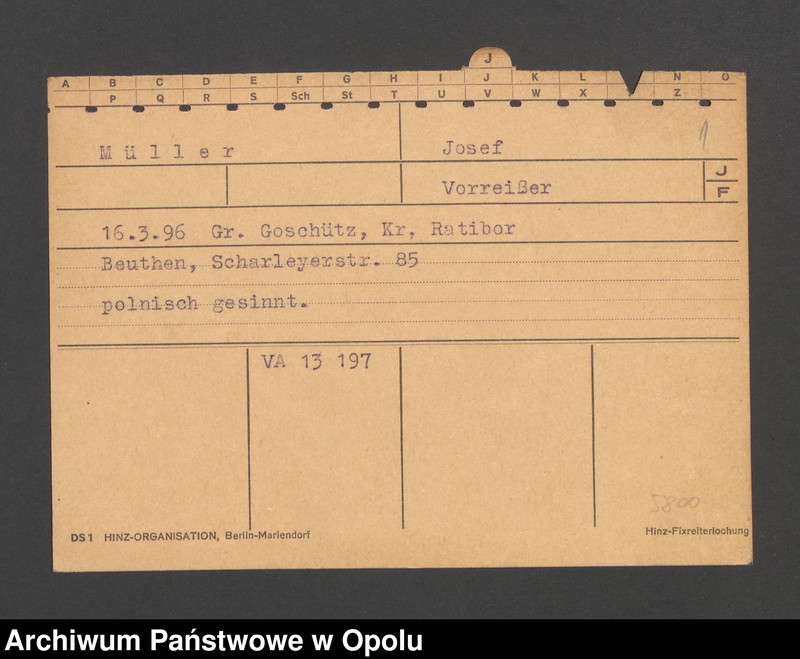 J
A B C D E F G H I J K L N O
P Q R S Sch St T U V W X Z
Müller Josef
Vorreißer
J
F
16.3.96 Gr. Goschütz, Kr, Ratibor
Beuthen, Scharleyerstr. 85
polnisch gesinnt.
VA 13 197
5800
DS1 HINZ-ORGANISATION, Berlin-Mariendorf
Hinz-Fixreiterlochung
Archiwum Państwowe w Opolu